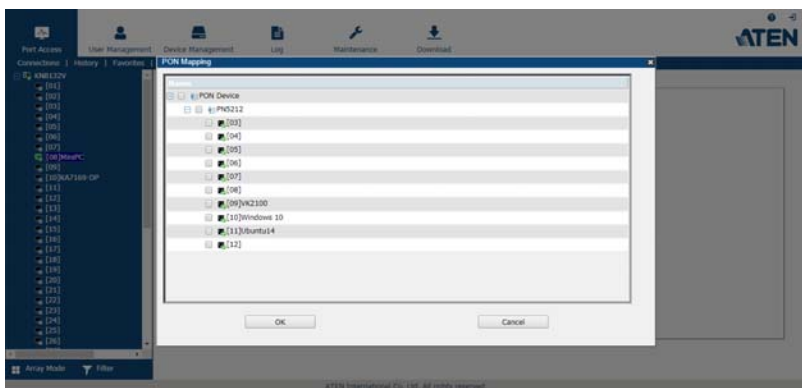 Port Access
User Management
Device Management
Log
Maintenance
Download
ATEN
Connections | History | Favorites |
PON Mapping
KN8132V
[01]
[02]
[03]
[04]
[05]
[06]
[07]
[08]MiniPC
[09]
[10]KA7169-DP
[11]
[12]
[13]
[14]
[15]
[16]
[17]
[18]
[19]
[20]
[21]
[22]
[23]
[24]
[25]
[26]
Name
PON Device
PN5212
[03]
[04]
[05]
[06]
[07]
[08]
[09]VK2100
[10]Windows 10
[11]Ubuntu14
[12]
OK
Cancel
Array Mode
Filter
ATEN International Co. Ltd. All rights reserved.